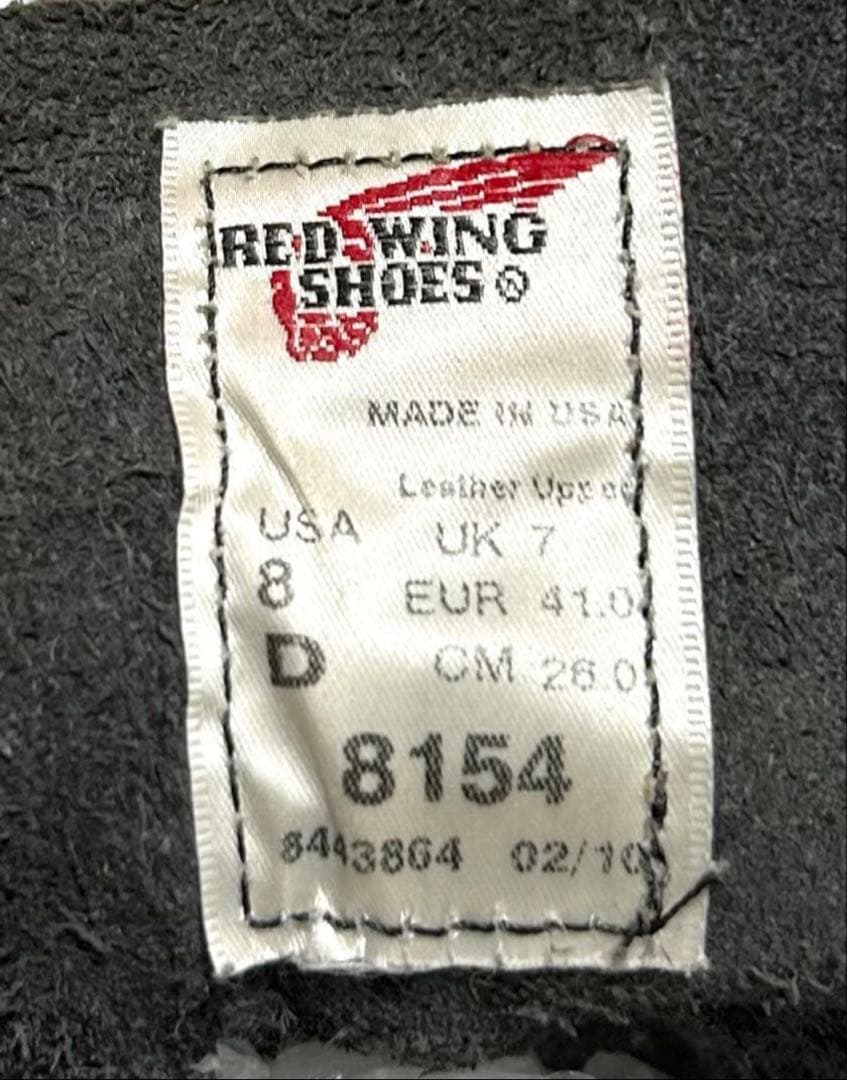 RED WING
SHOES ®
MADE IN USA
Leather Upper
USA UK 7
8 EUR 41.0
D CM 26.0
8154
8443864 02/10